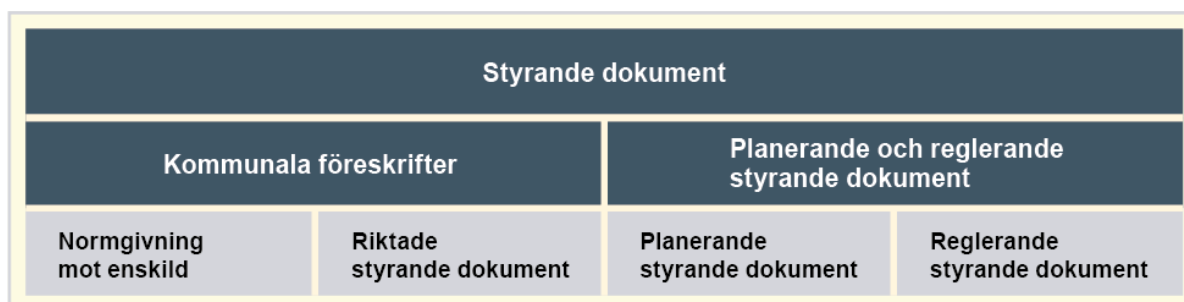 Styrande dokument
Kommunala föreskrifter
Planerande och reglerande
styrande dokument
Normgivning
mot enskild
Riktade
styrande dokument
Planerande
styrande dokument
Reglerande
styrande dokument